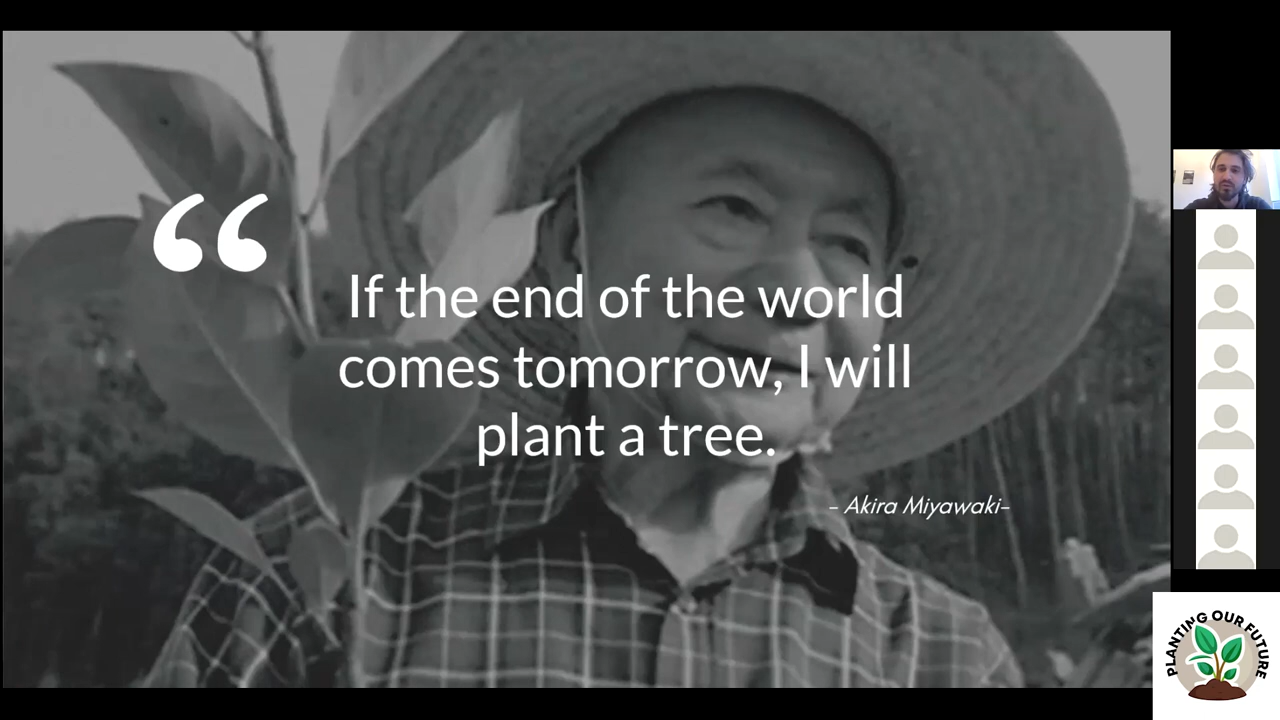 “
If the end of the world
comes tomorrow, I will
plant a tree.
– Akira Miyawaki–
PLANTING OUR FUTURE